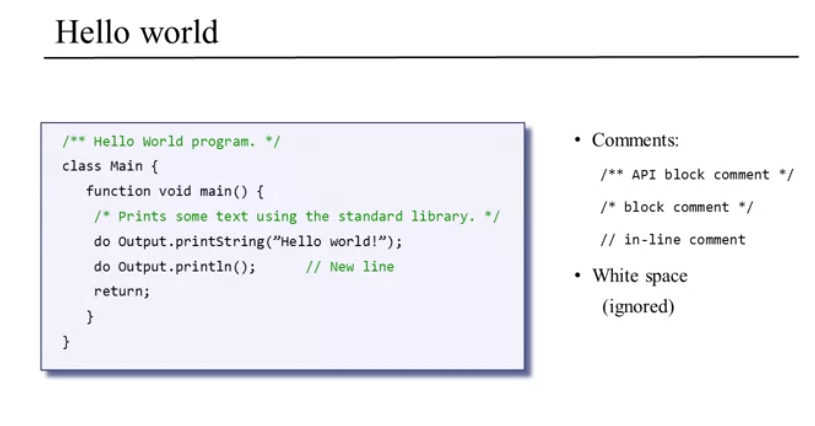 Hello world
/** Hello World program. */
class Main {
function void main() {
/* Prints some text using the standard library. */
do Output.printString(”Hello world!”);
do Output.println(); // New line
return;
}
}
• Comments:
/** API block comment */
/* block comment */
// in-line comment
• White space
(ignored)